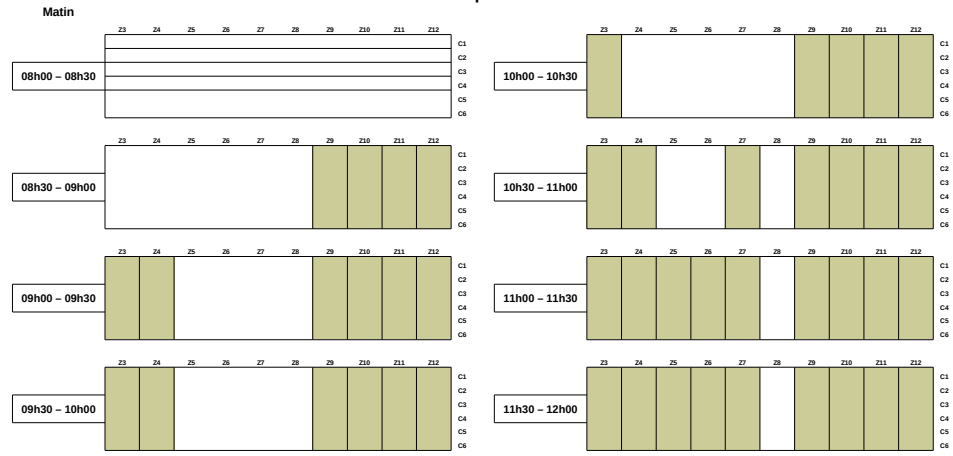 Matin
Z3 Z4 Z5 Z6 Z7 Z8 Z9 Z10 Z11 Z12
08h00 – 08h30
C1
C2
C3
C4
C5
C6
Z3 Z4 Z5 Z6 Z7 Z8 Z9 Z10 Z11 Z12
08h30 – 09h00
C1
C2
C3
C4
C5
C6
Z3 Z4 Z5 Z6 Z7 Z8 Z9 Z10 Z11 Z12
09h00 – 09h30
C1
C2
C3
C4
C5
C6
Z3 Z4 Z5 Z6 Z7 Z8 Z9 Z10 Z11 Z12
09h30 – 10h00
C1
C2
C3
C4
C5
C6
Z3 Z4 Z5 Z6 Z7 Z8 Z9 Z10 Z11 Z12
10h00 – 10h30
C1
C2
C3
C4
C5
C6
Z3 Z4 Z5 Z6 Z7 Z8 Z9 Z10 Z11 Z12
10h30 – 11h00
C1
C2
C3
C4
C5
C6
Z3 Z4 Z5 Z6 Z7 Z8 Z9 Z10 Z11 Z12
11h00 – 11h30
C1
C2
C3
C4
C5
C6
Z3 Z4 Z5 Z6 Z7 Z8 Z9 Z10 Z11 Z12
11h30 – 12h00
C1
C2
C3
C4
C5
C6